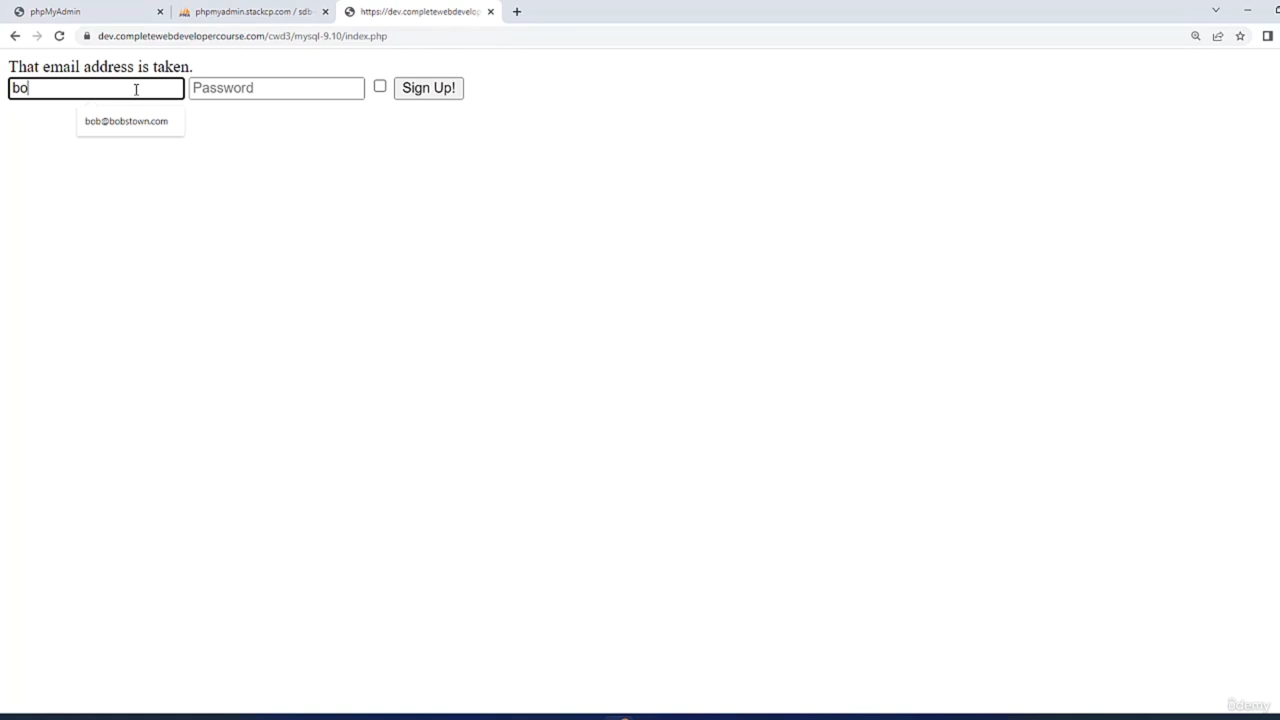 phpMyAdmin
phpmyadmin.stackcp.com / sdb-
https://dev.completewebdevelop
dev.completewebdevelopercourse.com/cwd3/mysql-9.10/index.php
That email address is taken.
bo
Password
Sign Up!
bob@bobstown.com
Udemy